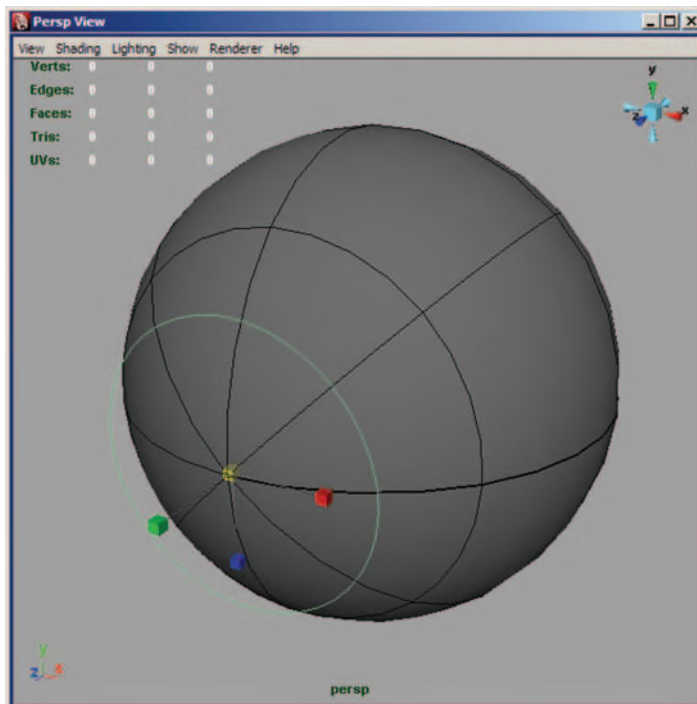 Persp View
View Shading Lighting Show Renderer Help
Verts: 0 0 0
Edges: 0 0 0
Faces: 0 0 0
Tris: 0 0 0
UVs: 0 0 0
y
z x
y
z x
persp